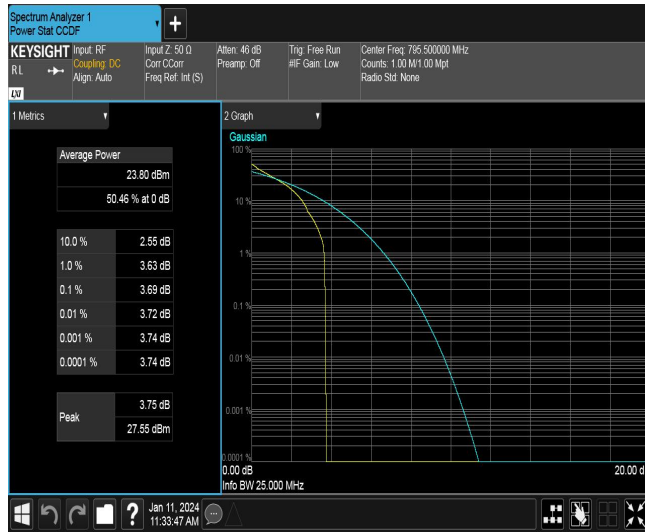 Spectrum Analyzer 1
Power Stat CCDF
+
KEYSIGHT
RL
LXI
Input: RF
Coupling: DC
Align: Auto
Input Z: 50 Ω
Corr CCorr
Freq Ref: Int (S)
Atten: 46 dB
Preamp: Off
Trig: Free Run
#IF Gain: Low
Center Freq: 795.500000 MHz
Counts: 1.00 M/1.00 Mpt
Radio Std: None
1 Metrics
Average Power
23.80 dBm
50.46 % at 0 dB
10.0 % 2.55 dB
1.0 % 3.63 dB
0.1 % 3.69 dB
0.01 % 3.72 dB
0.001 % 3.74 dB
0.0001 % 3.74 dB
Peak 3.75 dB
27.55 dBm
2 Graph
Gaussian
100 %
10 %
1 %
0.1 %
0.01 %
0.001 %
0.0001 %
0.00 dB 20.00 d
Info BW 25.000 MHz
?
Jan 11, 2024
11:33:47 AM